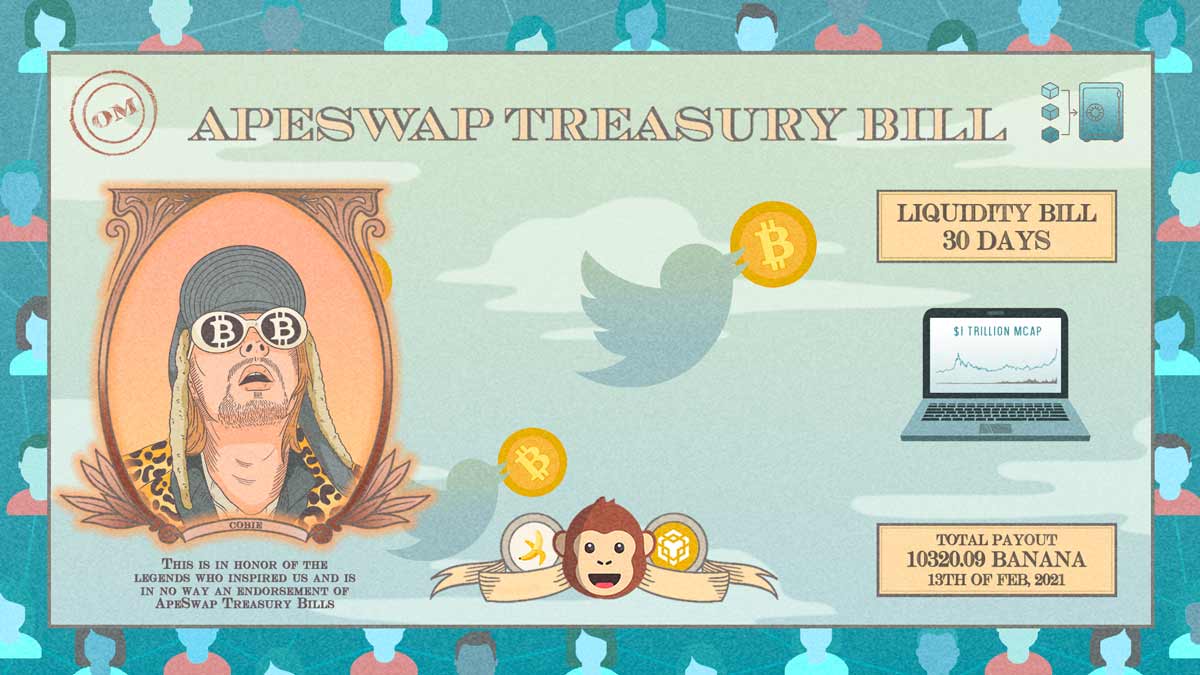 OM
APESWAP TREASURY BILL
LIQUIDITY BILL
30 DAYS
$1 TRILLION MCAP
COBIE
THIS IS IN HONOR OF THE
LEGENDS WHO INSPIRED US AND IS
IN NO WAY AN ENDORSEMENT OF
APESWAP TREASURY BILLS
TOTAL PAYOUT
10320.09 BANANA
13TH OF FEB, 2021